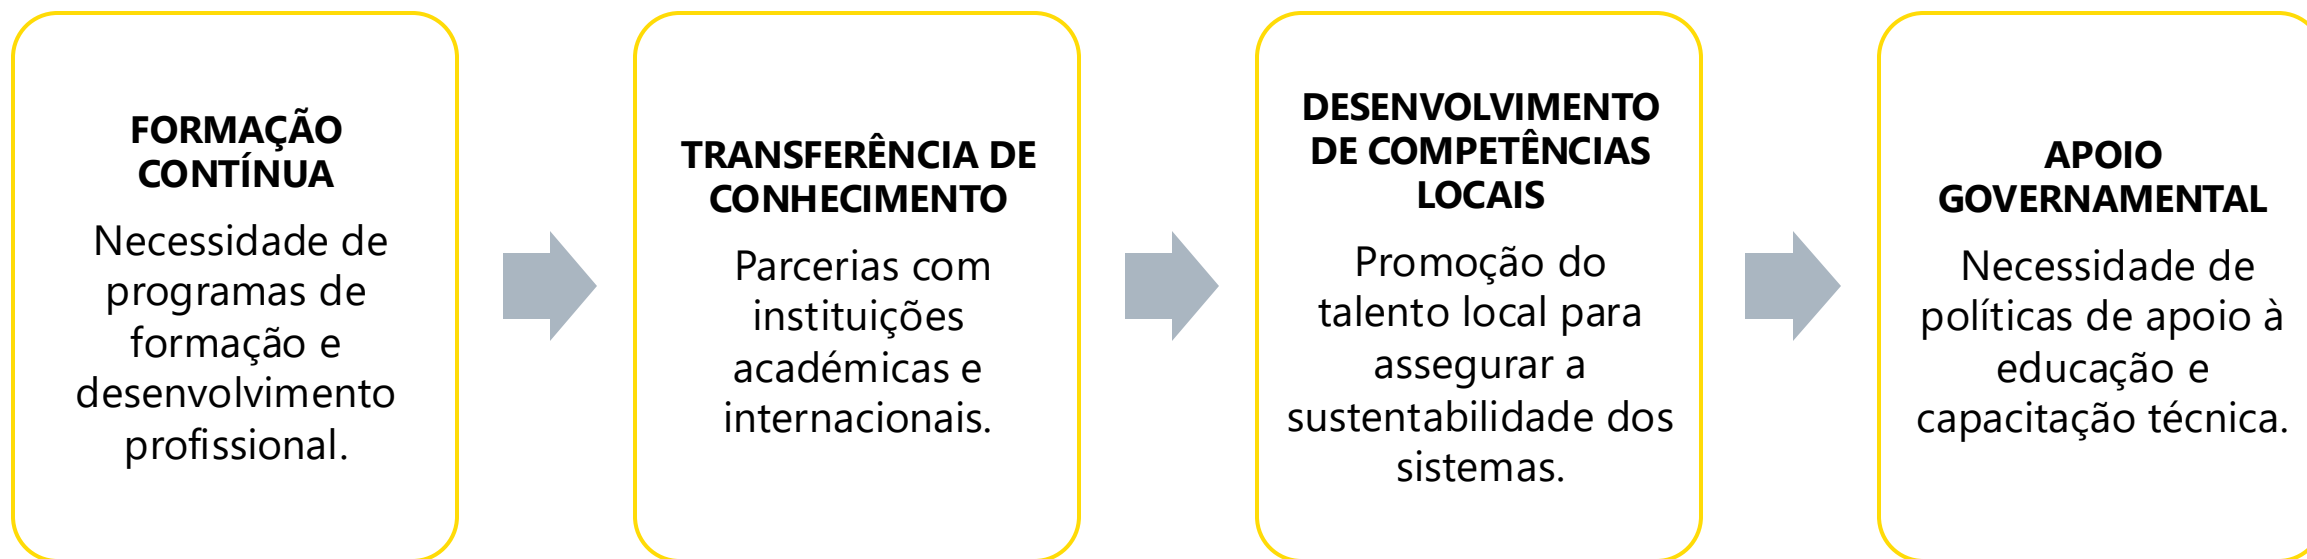 FORMAÇÃO
CONTÍNUA
Necessidade de
programas de
formação e
desenvolvimento
profissional.
TRANSFERÊNCIA DE
CONHECIMENTO
Parcerias com
instituições
académicas e
internacionais.
DESENVOLVIMENTO
DE COMPETÊNCIAS
LOCAIS
Promoção do
talento local para
assegurar a
sustentabilidade dos
sistemas.
APOIO
GOVERNAMENTAL
Necessidade de
políticas de apoio à
educação e
capacitação técnica.